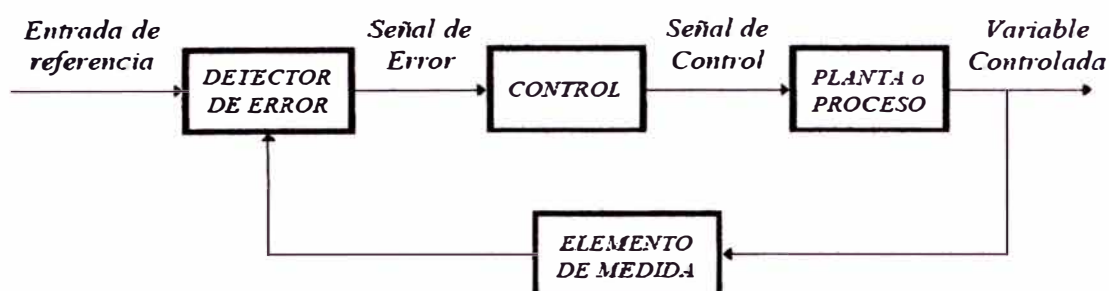 Entrada de
referencia
DETECTOR
DE ERROR
Señal de
Error
CONTROL
Señal de
Control
PLANTA o
PROCESO
Variable
Controlada
ELEMENTO
DE MEDIDA